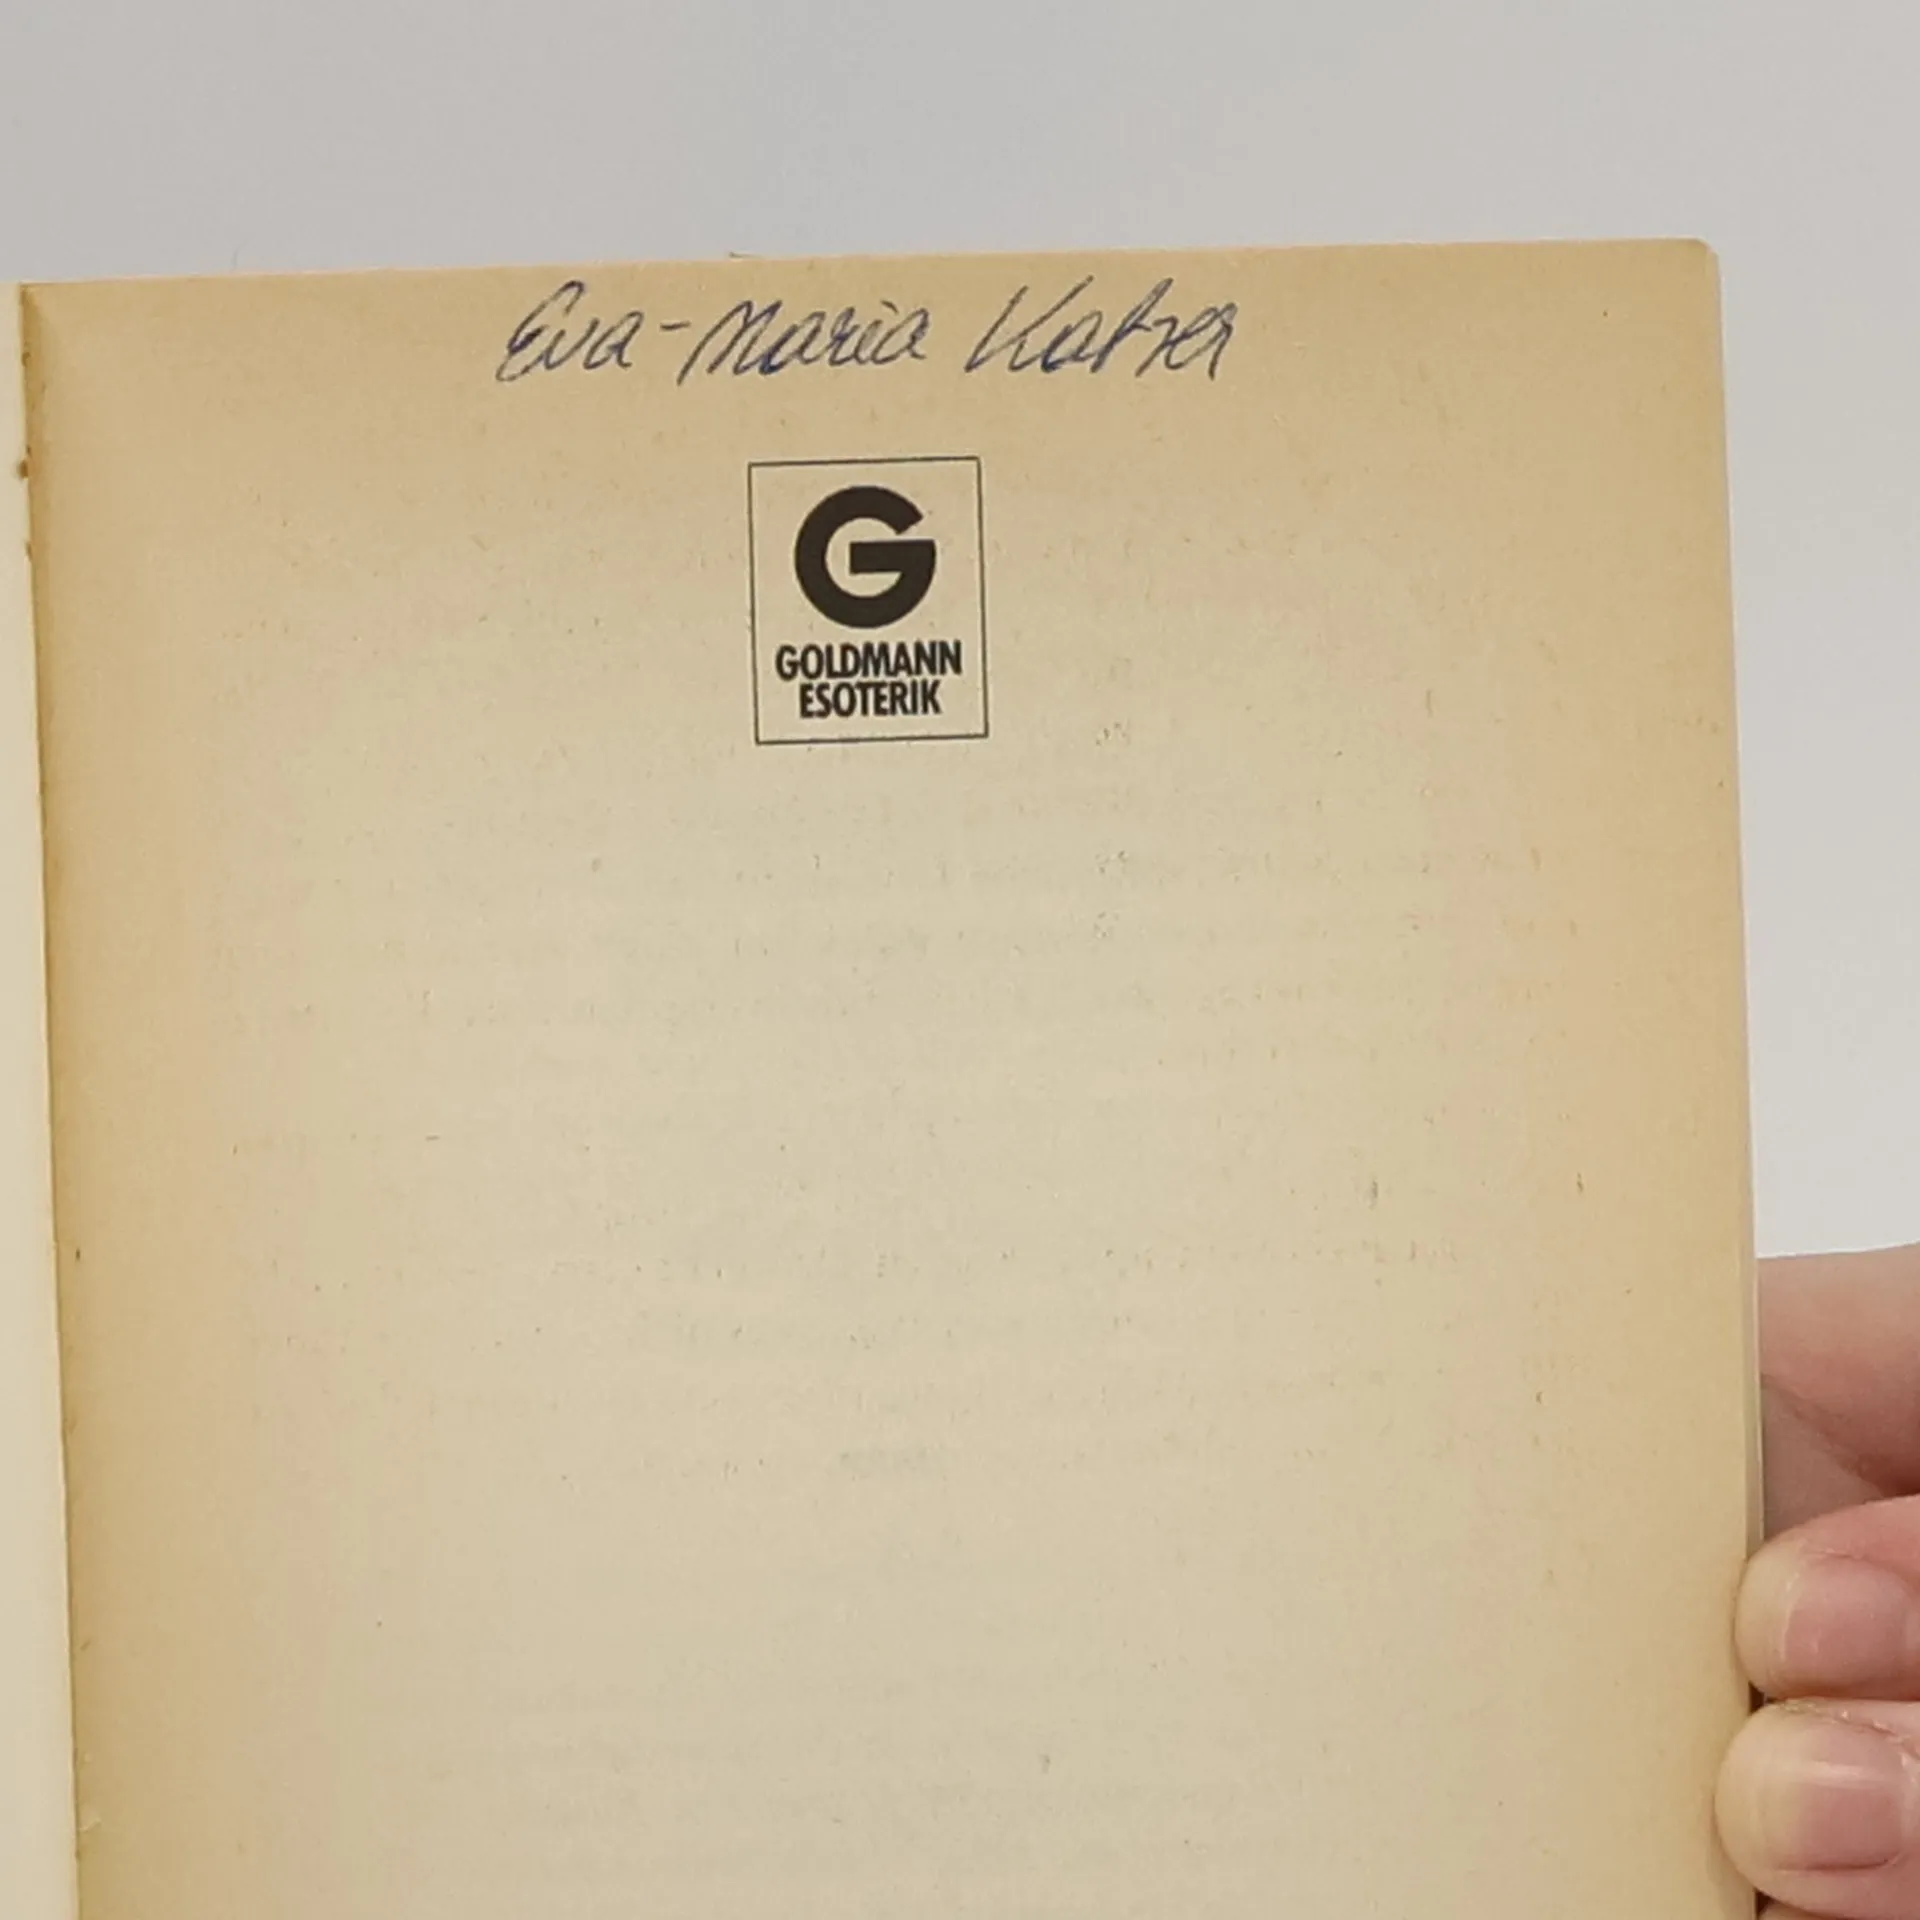 Eva-Maria Katzer
G
GOLDMANN
ESOTERIK